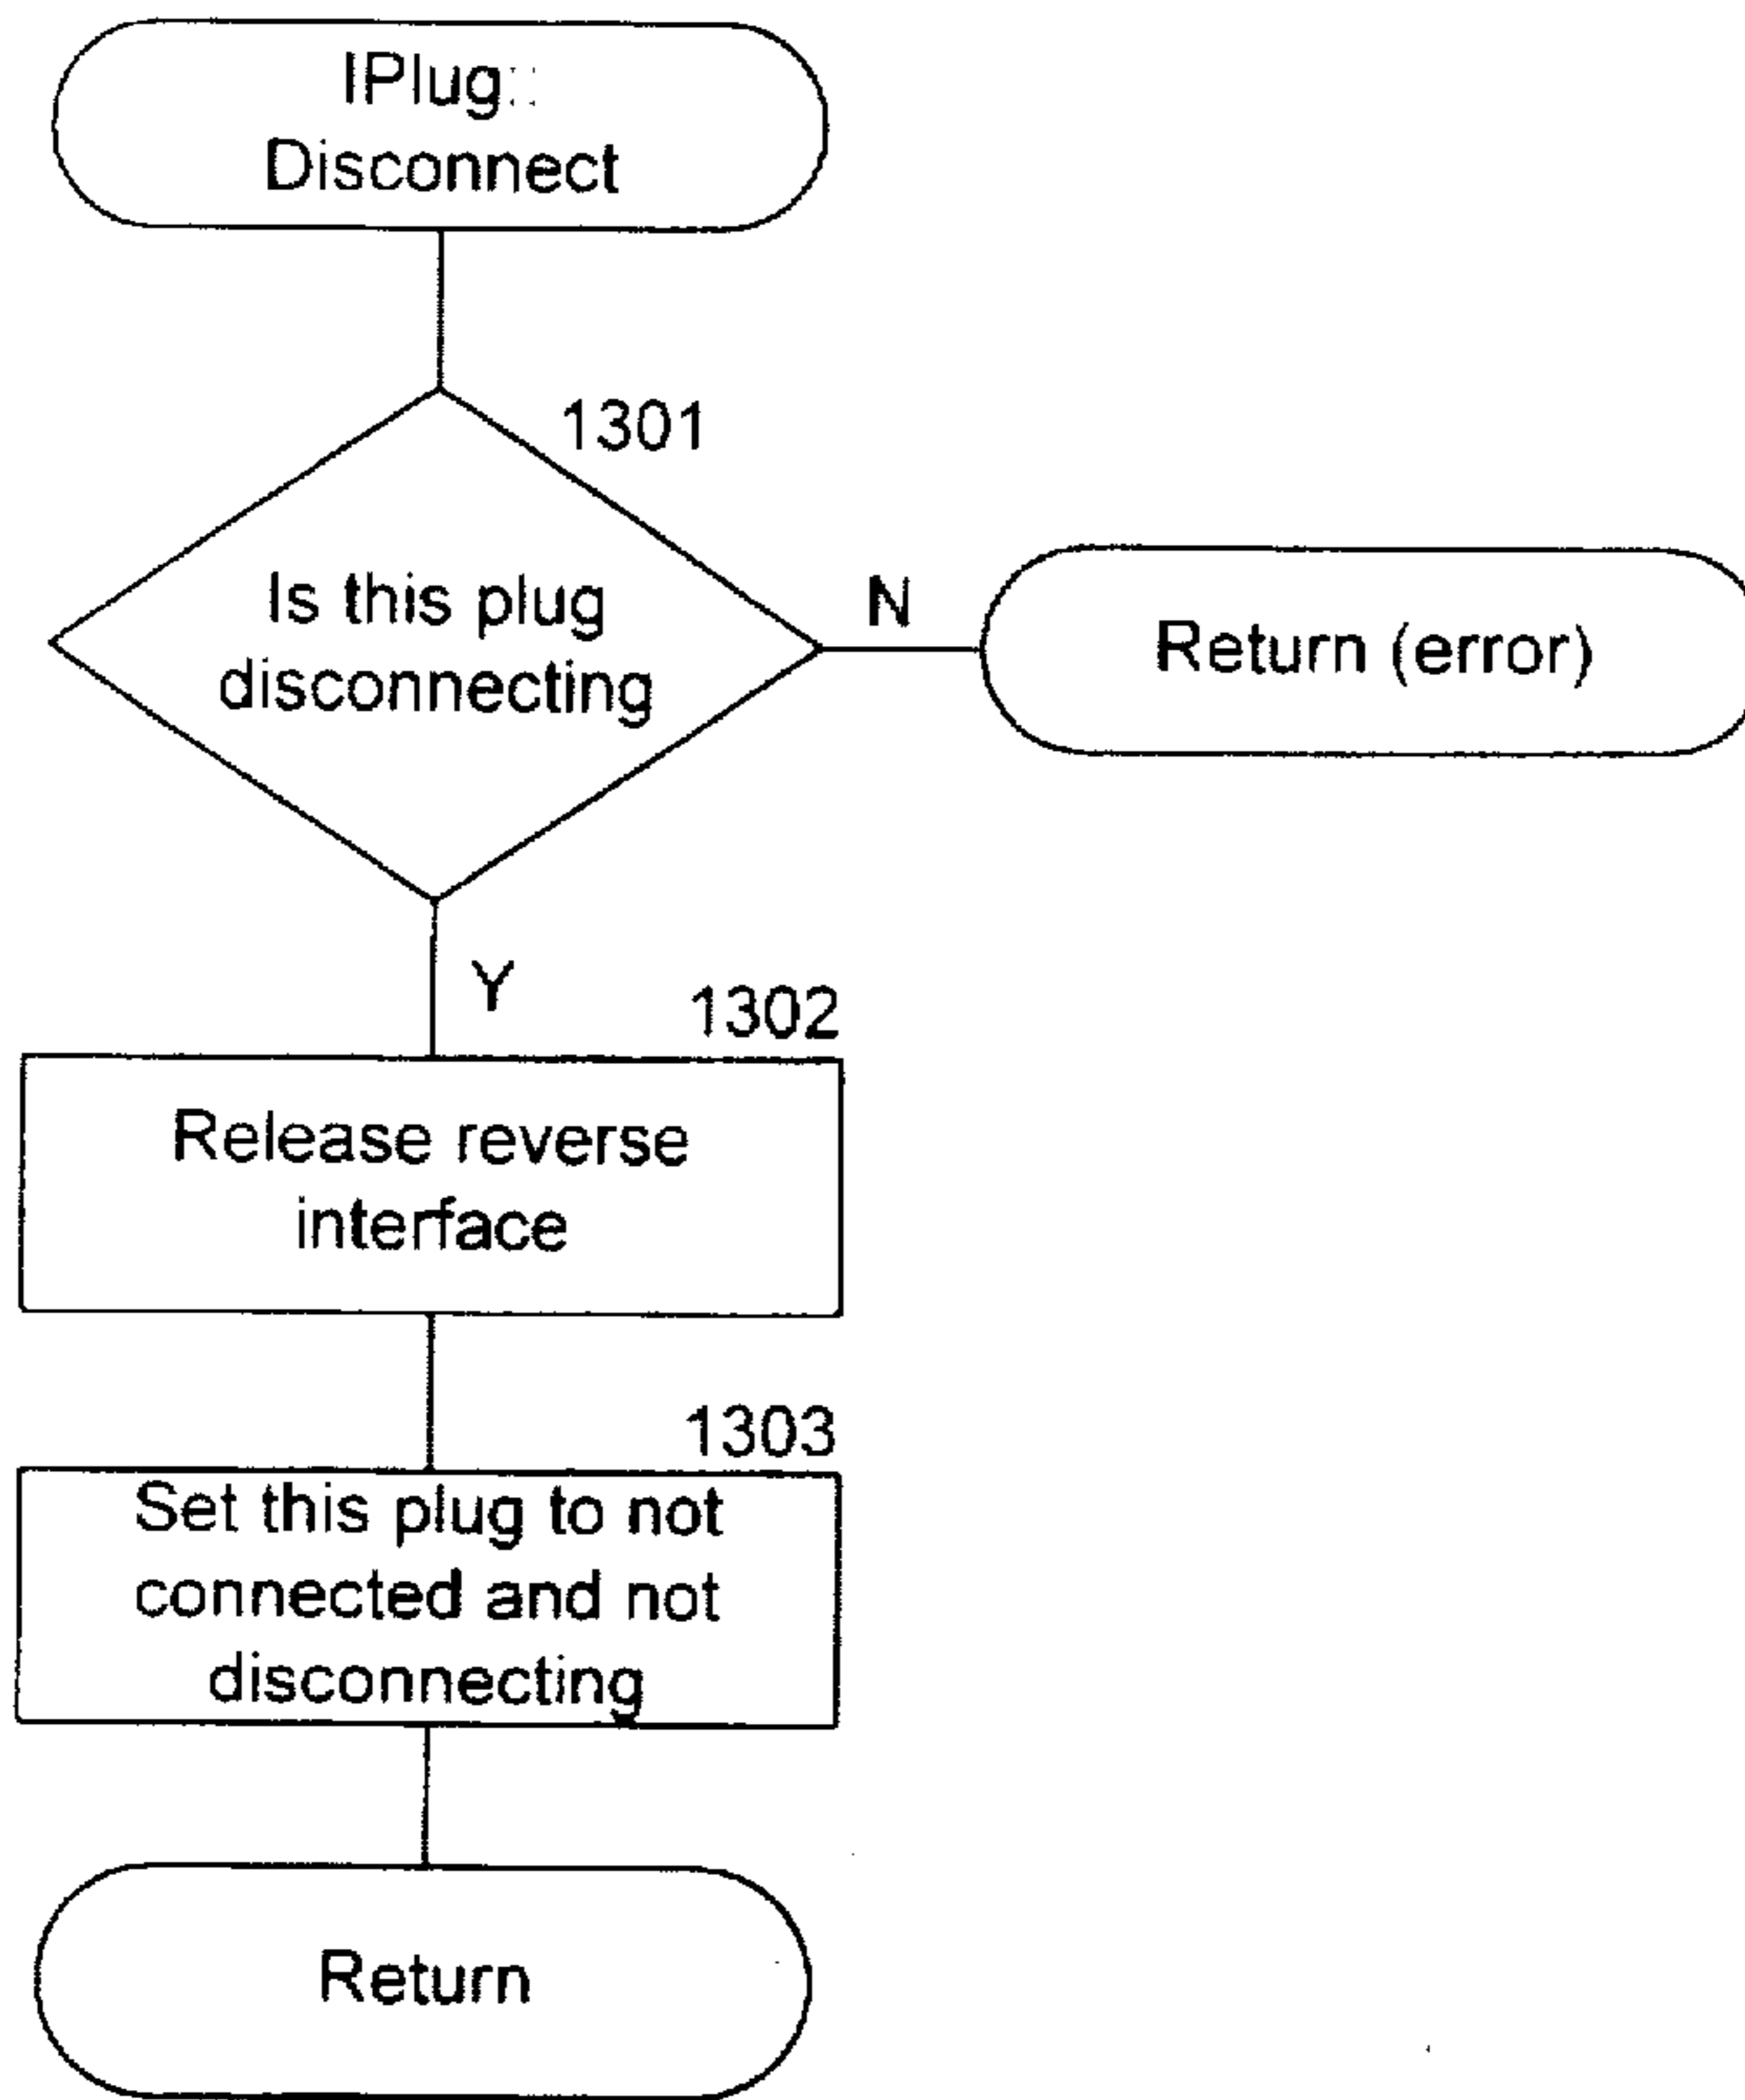 IPlug::
Disconnect
1301
Is this plug
disconnecting
N
Return (error)
Y
1302
Release reverse
interface
1303
Set this plug to not
connected and not
disconnecting
Return